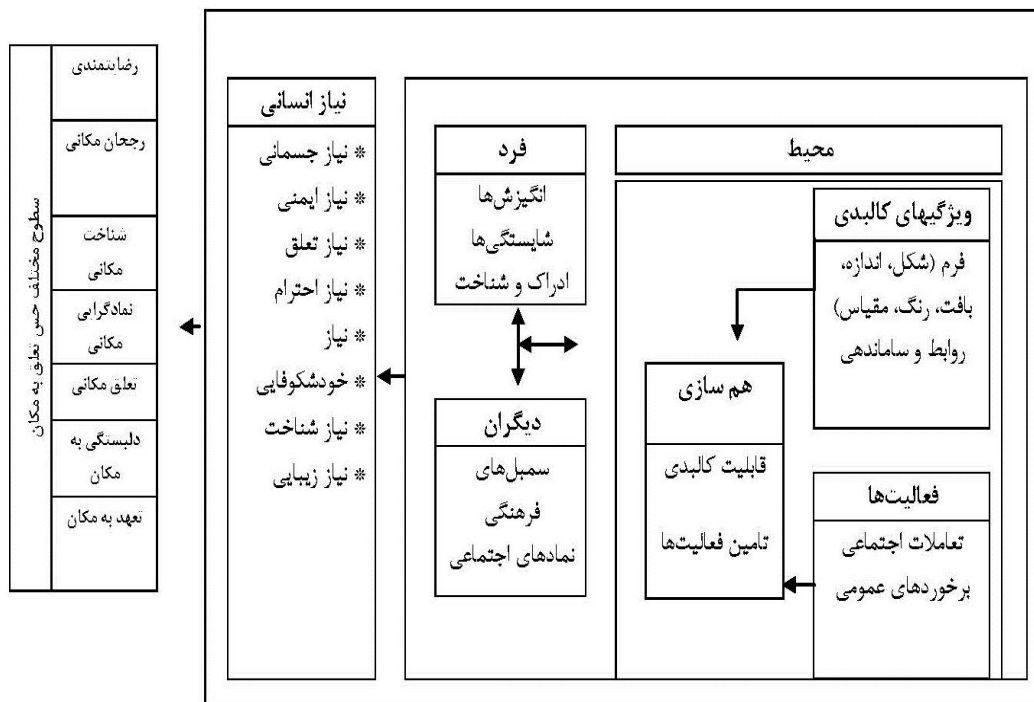 محیط
ویژگیهای کالبدی
فرم (شکل، اندازه،
بافت، رنگ، مقیاس)
روابط و ساماندهی
هم سازی
قابلیت کالبدی
تامین فعالیت‌ها
فعالیت‌ها
تعاملات اجتماعی
برخوردهای عمومی
فرد
انگیزش‌ها
شایستگی‌ها
ادراک و شناخت
دیگران
سمبل‌های
فرهنگی
نمادهای اجتماعی
نیاز انسانی
* نیاز جسمانی
* نیاز ایمنی
* نیاز تعلق
* نیاز احترام
* نیاز
* خودشکوفایی
* نیاز شناخت
* نیاز زیبایی
رضایتمندی
رجحان مکانی
شناخت
مکانی
نمادگرایی
مکانی
تعلق مکانی
دلبستگی به
مکان
تعهد به مکان
سطوح مختلف حس تعلق به مکان